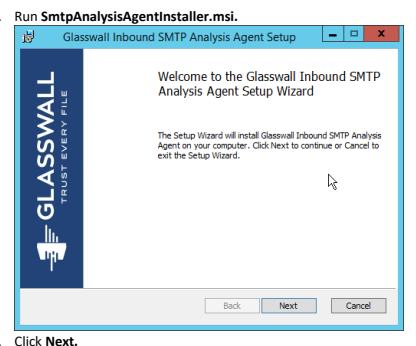 . Run SmtpAnalysisAgentInstaller.msi.
Glasswall Inbound SMTP Analysis Agent Setup
GLASSWALL
TRUST EVERY FILE
Welcome to the Glasswall Inbound SMTP
Analysis Agent Setup Wizard
The Setup Wizard will install Glasswall Inbound SMTP Analysis
Agent on your computer. Click Next to continue or Cancel to
exit the Setup Wizard.
Back Next Cancel
. Click Next.